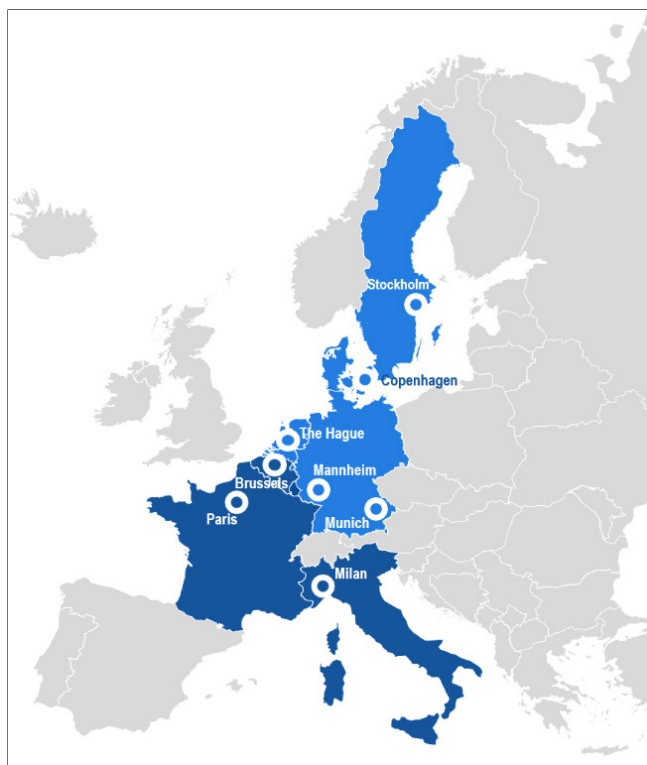 Stockholm
Copenhagen
The Hague
Brussels
Mannheim
Paris
Munich
Milan